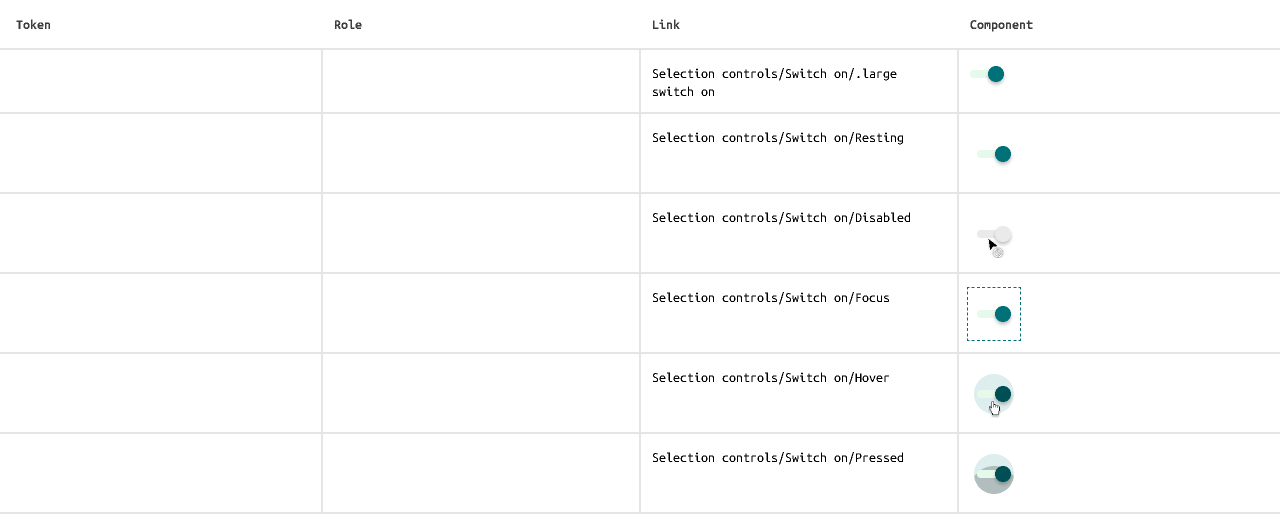 Token Role Link Component
Selection controls/Switch on/.large
switch on
Selection controls/Switch on/Resting
Selection controls/Switch on/Disabled
Selection controls/Switch on/Focus
Selection controls/Switch on/Hover
Selection controls/Switch on/Pressed